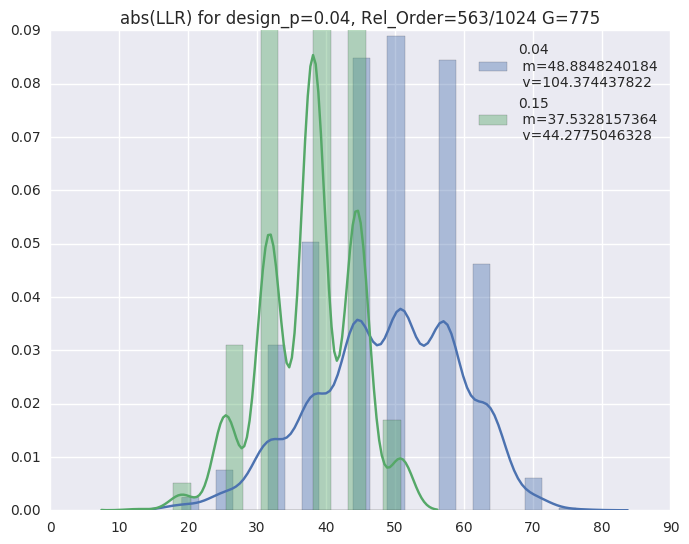 abs(LLR) for design_p=0.04, Rel_Order=563/1024 G=775
0.09
0.08
0.07
0.06
0.05
0.04
0.03
0.02
0.01
0.00
0.04
m=48.8848240184
v=104.374437822
0.15
m=37.5328157364
v=44.2775046328
0 10 20 30 40 50 60 70 80 90